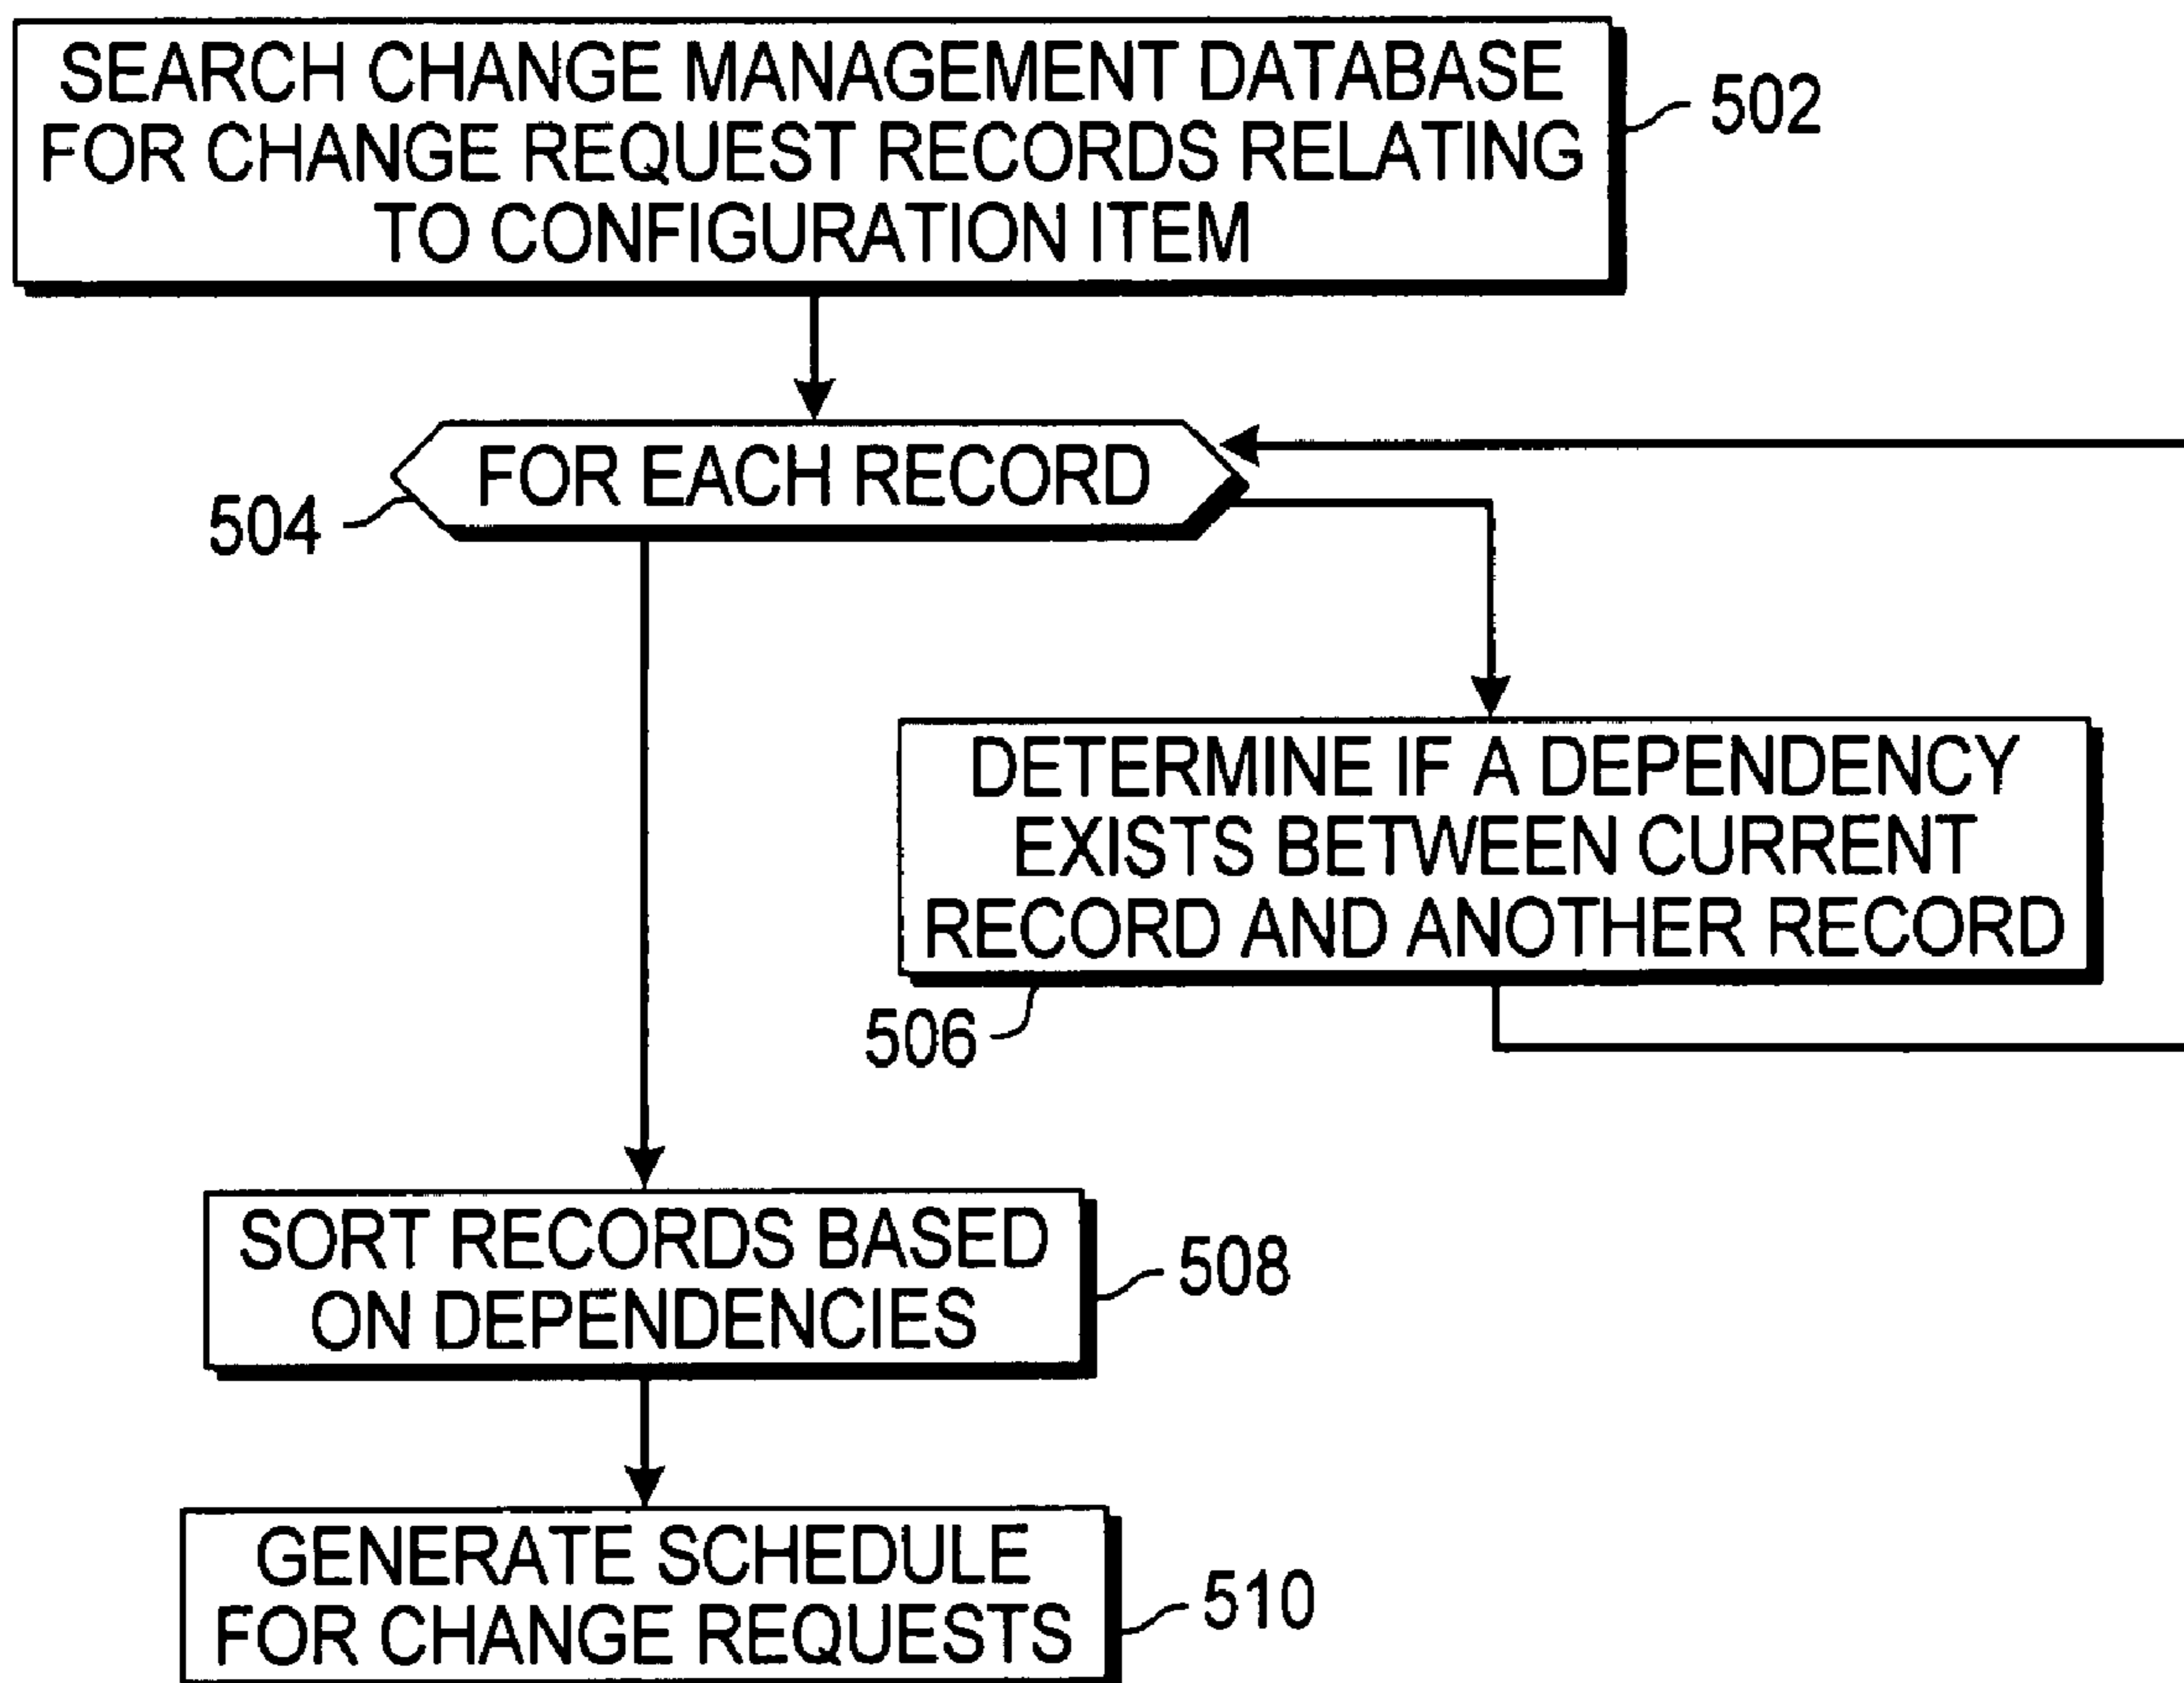 SEARCH CHANGE MANAGEMENT DATABASE
FOR CHANGE REQUEST RECORDS RELATING
TO CONFIGURATION ITEM
502
FOR EACH RECORD
504
DETERMINE IF A DEPENDENCY
EXISTS BETWEEN CURRENT
RECORD AND ANOTHER RECORD
506
SORT RECORDS BASED
ON DEPENDENCIES
508
GENERATE SCHEDULE
FOR CHANGE REQUESTS
510